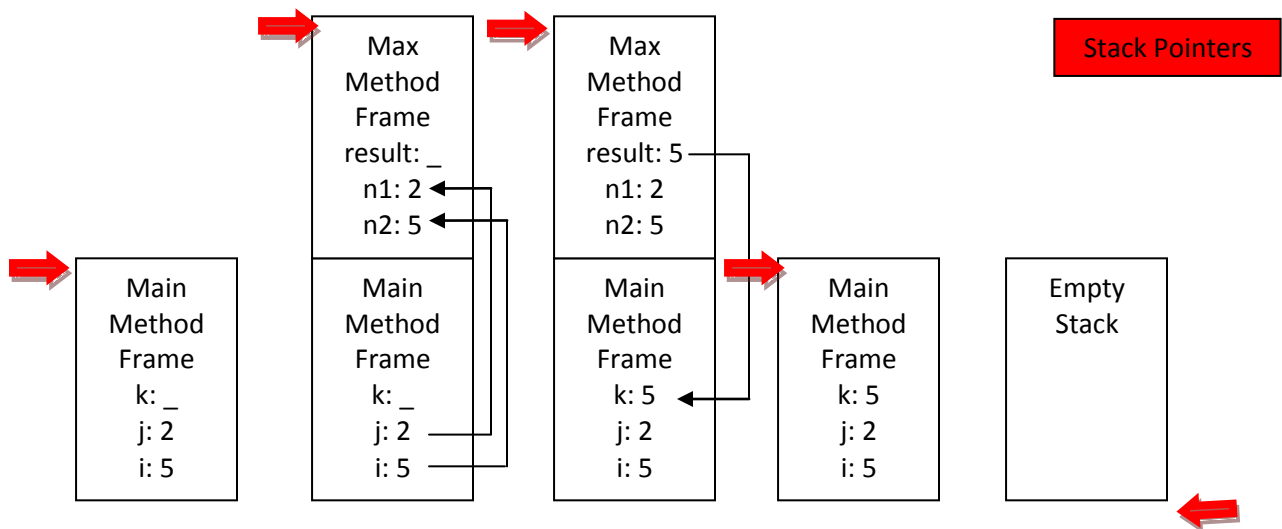 Max
Method
Frame
result: _
n1: 2
n2: 5
Max
Method
Frame
result: 5
n1: 2
n2: 5
Stack Pointers
Main
Method
Frame
k: _
j: 2
i: 5
Main
Method
Frame
k: _
j: 2
i: 5
Main
Method
Frame
k: 5
j: 2
i: 5
Main
Method
Frame
k: 5
j: 2
i: 5
Empty
Stack